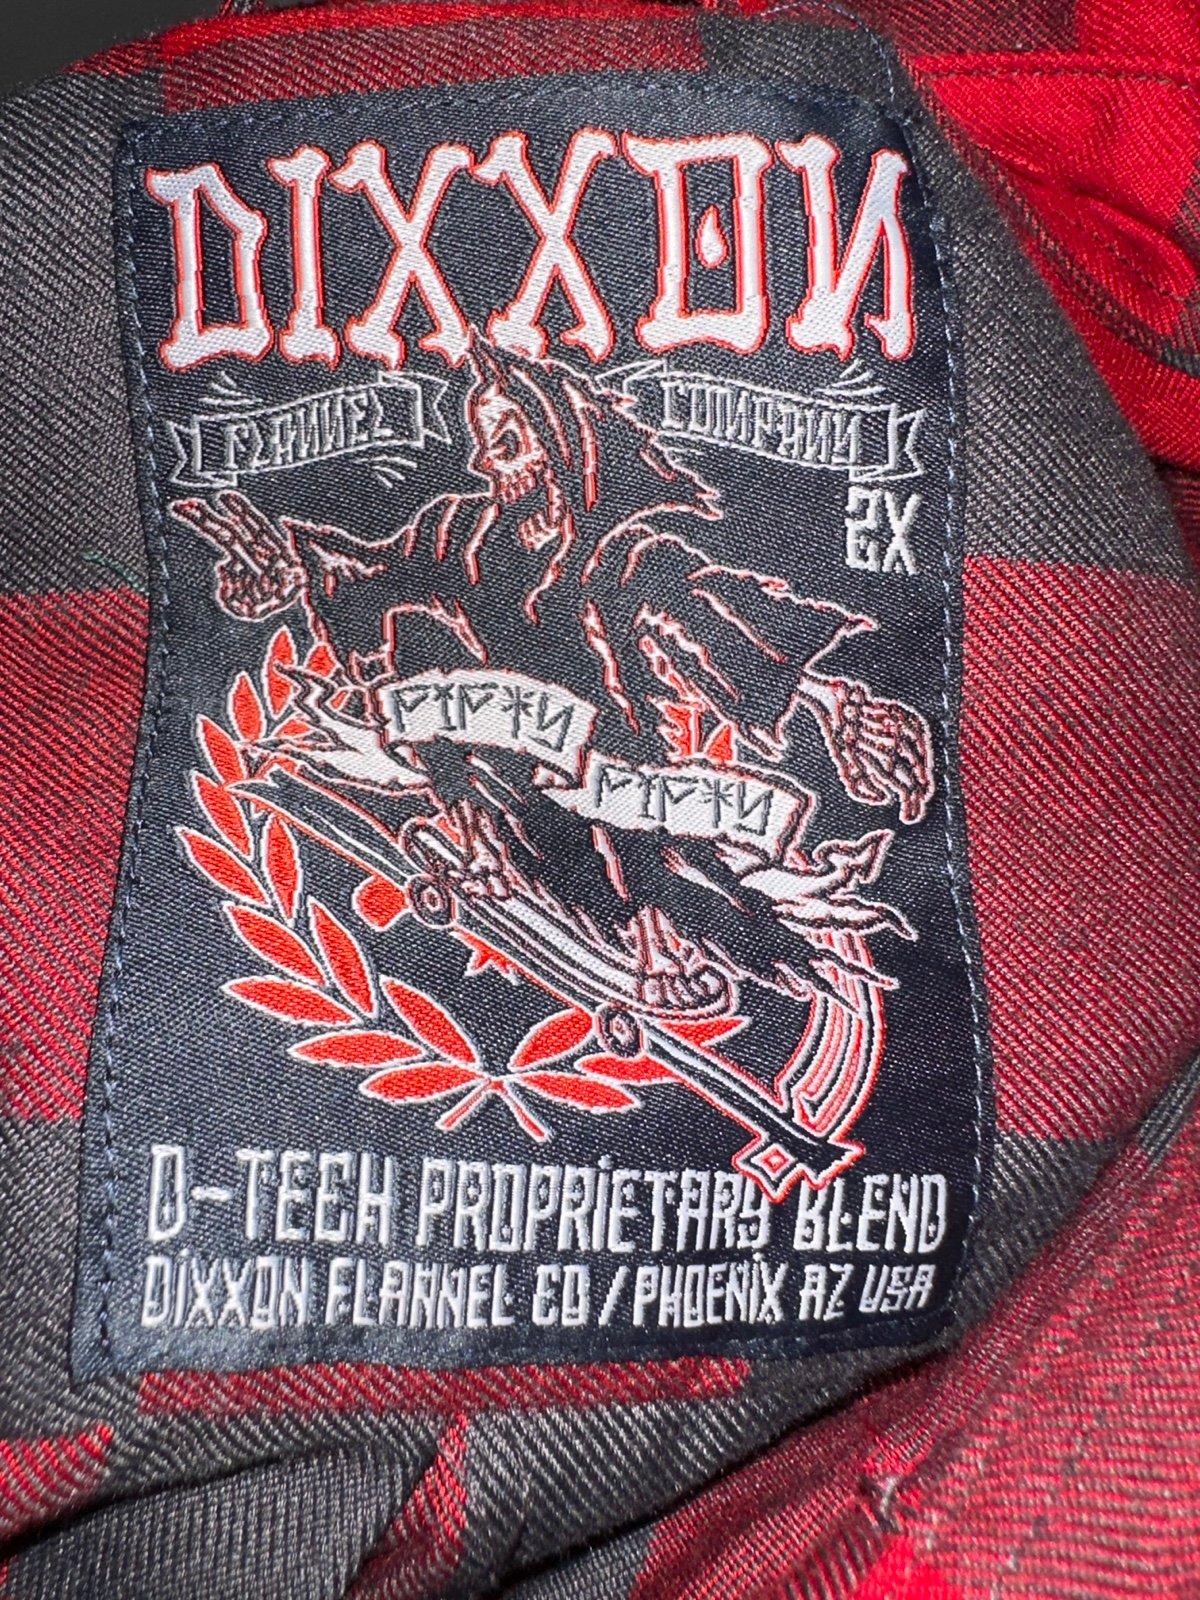 DIXXON
FLANNEL COMPANY
2X
D-TECH PROPRIETARY BLEND
DIXXON FLANNEL CO / PHOENIX AZ USA